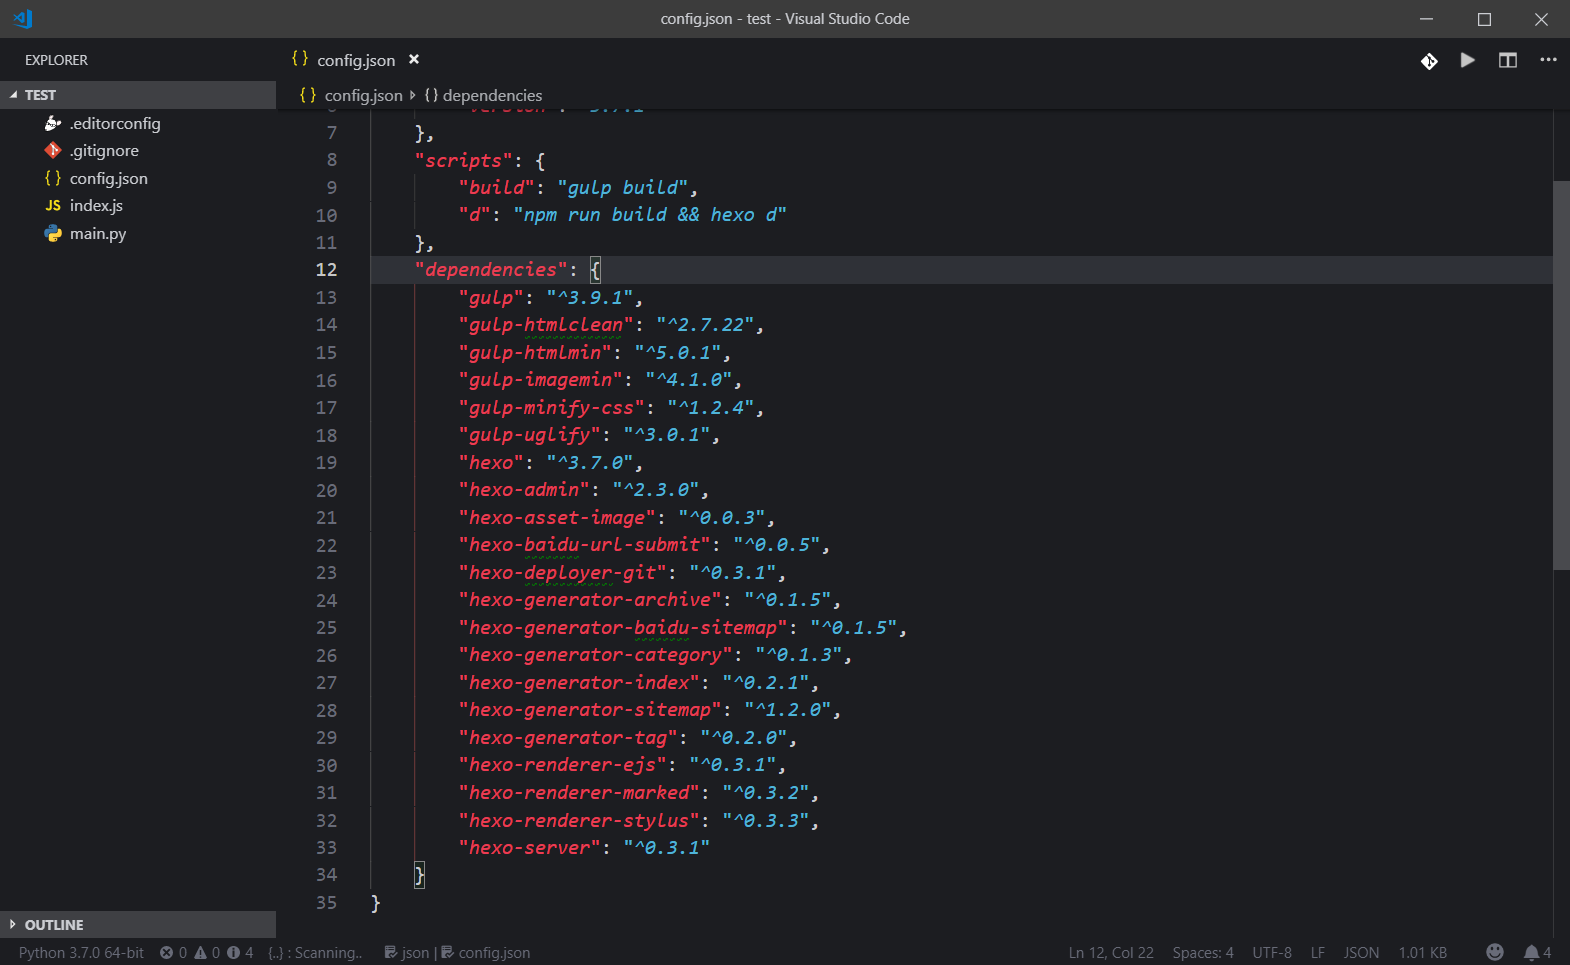 config.json - test - Visual Studio Code
EXPLORER
config.json
TEST
config.json › {} dependencies
.editorconfig
.gitignore
config.json
JS index.js
main.py
7 },
8 "scripts": {
9 "build": "gulp build",
10 "d": "npm run build && hexo d"
11 },
12 "dependencies": {
13 "gulp": "^3.9.1",
14 "gulp-htmlclean": "^2.7.22",
15 "gulp-htmlmin": "^5.0.1",
16 "gulp-imagemin": "^4.1.0",
17 "gulp-minify-css": "^1.2.4",
18 "gulp-uglify": "^3.0.1",
19 "hexo": "^3.7.0",
20 "hexo-admin": "^2.3.0",
21 "hexo-asset-image": "^0.0.3",
22 "hexo-baidu-url-submit": "^0.0.5",
23 "hexo-deployer-git": "^0.3.1",
24 "hexo-generator-archive": "^0.1.5",
25 "hexo-generator-baidu-sitemap": "^0.1.5",
26 "hexo-generator-category": "^0.1.3",
27 "hexo-generator-index": "^0.2.1",
28 "hexo-generator-sitemap": "^1.2.0",
29 "hexo-generator-tag": "^0.2.0",
30 "hexo-renderer-ejs": "^0.3.1",
31 "hexo-renderer-marked": "^0.3.2",
32 "hexo-renderer-stylus": "^0.3.3",
33 "hexo-server": "^0.3.1"
34 }
35 }
OUTLINE
Python 3.7.0 64-bit 0 0 4 {..} : Scanning.. json | config.json Ln 12, Col 22 Spaces: 4 UTF-8 LF JSON 1.01 KB 4